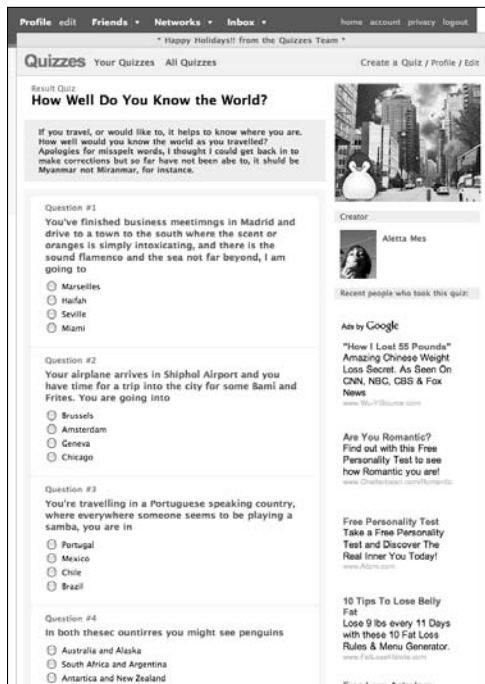 Profile edit Friends ▾ Networks ▾ Inbox ▾ home account privacy logout
* Happy Holidays!! from the Quizzes Team *
Quizzes Your Quizzes All Quizzes Create a Quiz / Profile / Edit
Result Quiz
How Well Do You Know the World?
If you travel, or would like to, it helps to know where you are.
How well would you know the world as you travelled?
Apologies for misspelt words, I thought I could get back in to
make corrections but so far have not been abe to, it shuld be
Myanmar not Miranmar, for instance.
Question #1
You've finished business meetimngs in Madrid and
drive to a town to the south where the scent or
oranges is simply intoxicating, and there is the
sound flamenco and the sea not far beyond, I am
going to
Marseilles
Haifah
Seville
Miami
Question #2
Your airplane arrives in Shiphol Airport and you
have time for a trip into the city for some Bami and
Frites. You are going into
Brussels
Amsterdam
Geneva
Chicago
Question #3
You're travelling in a Portuguese speaking country,
where everywhere someone seems to be playing a
samba, you are in
Portugal
Mexico
Chile
Brazil
Question #4
In both thesec ountirres you might see penguins
Australia and Alaska
South Africa and Argentina
Antartica and New Zealand
Creator
Aletta Mes
Recent people who took this quiz:
Ads by Google
"How I Lost 55 Pounds"
Amazing Chinese Weight
Loss Secret. As Seen On
CNN, NBC, CBS & Fox
News
Are You Romantic?
Find out with this Free
Personality Test to see
how Romantic you are!
Free Personality Test
Take a Free Personality
Test and Discover The
Real Inner You Today!
10 Tips To Lose Belly
Fat
Lose 9 lbs every 11 Days
with these 10 Fat Loss
Rules & Menu Generator.